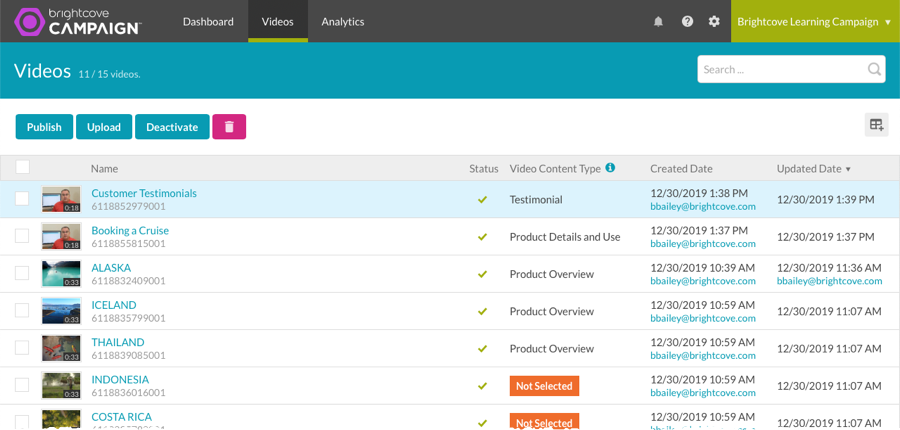 brightcove
CAMPAIGN™
Dashboard
Videos
Analytics
Brightcove Learning Campaign
Videos
11 / 15 videos.
Search ...
Publish
Upload
Deactivate
Name
Status
Video Content Type
Created Date
Updated Date
0:18
Customer Testimonials
6118852979001
Testimonial
12/30/2019 1:38 PM
bbailey@brightcove.com
12/30/2019 1:39 PM
0:18
Booking a Cruise
6118855815001
Product Details and Use
12/30/2019 1:37 PM
bbailey@brightcove.com
12/30/2019 1:37 PM
0:33
ALASKA
6118832409001
Product Overview
12/30/2019 10:39 AM
bbailey@brightcove.com
12/30/2019 11:36 AM
bbailey@brightcove.com
0:33
ICELAND
6118835799001
Product Overview
12/30/2019 10:59 AM
bbailey@brightcove.com
12/30/2019 11:07 AM
0:33
THAILAND
6118839085001
Product Overview
12/30/2019 10:59 AM
bbailey@brightcove.com
12/30/2019 11:07 AM
0:33
INDONESIA
6118836016001
Not Selected
12/30/2019 10:59 AM
bbailey@brightcove.com
12/30/2019 11:07 AM
COSTA RICA
Not Selected
12/30/2019 10:59 AM
12/30/2019 11:07 AM